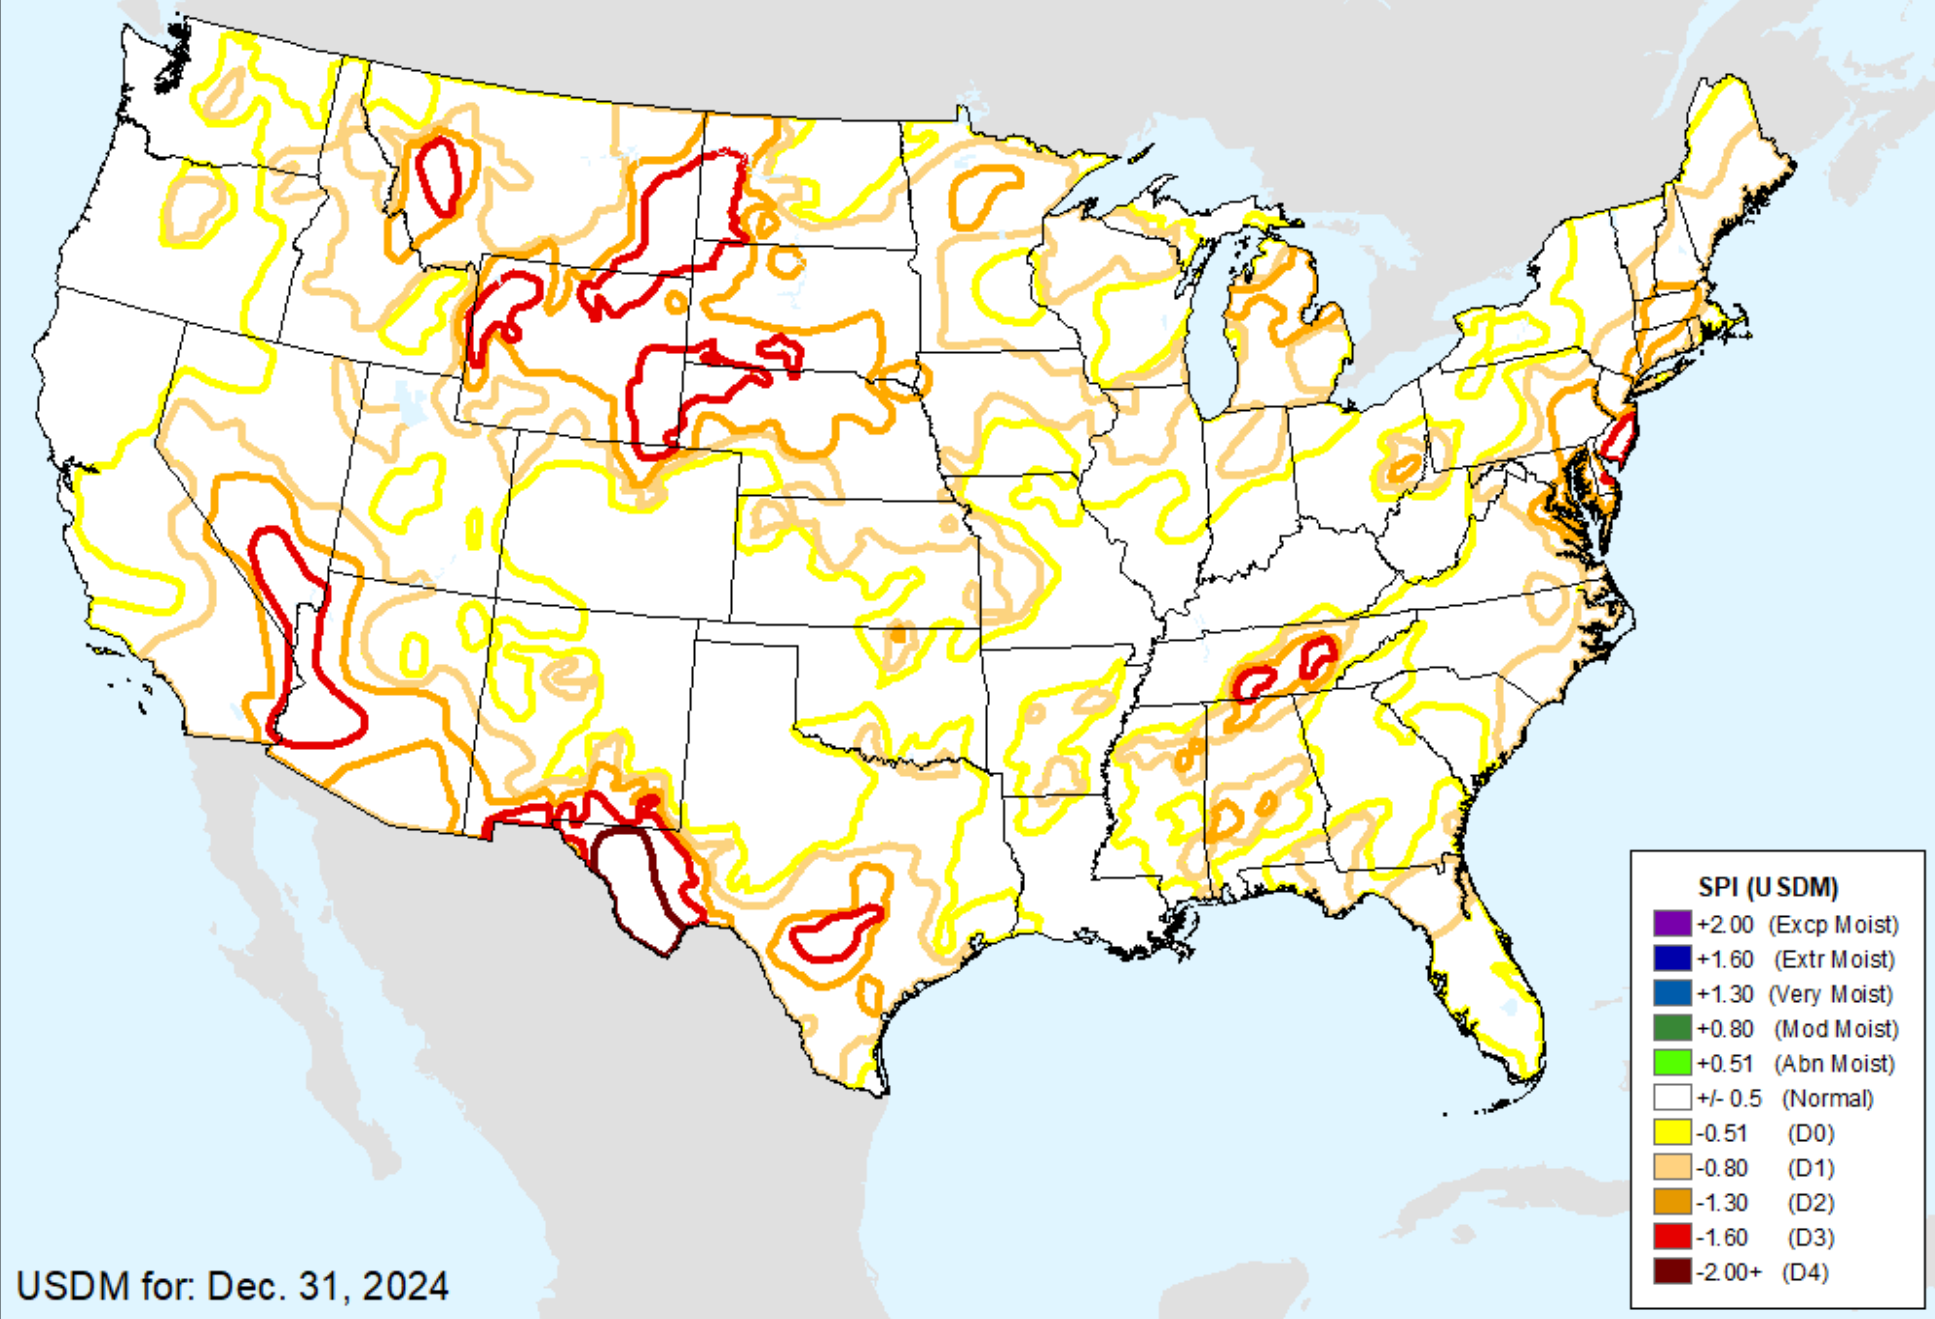 SPI (USDM)
+2.00 (Excp Moist)
+1.60 (Extr Moist)
+1.30 (Very Moist)
+0.80 (Mod Moist)
+0.51 (Abn Moist)
+/- 0.5 (Normal)
-0.51 (D0)
-0.80 (D1)
-1.30 (D2)
-1.60 (D3)
-2.00+ (D4)
USDM for: Dec. 31, 2024